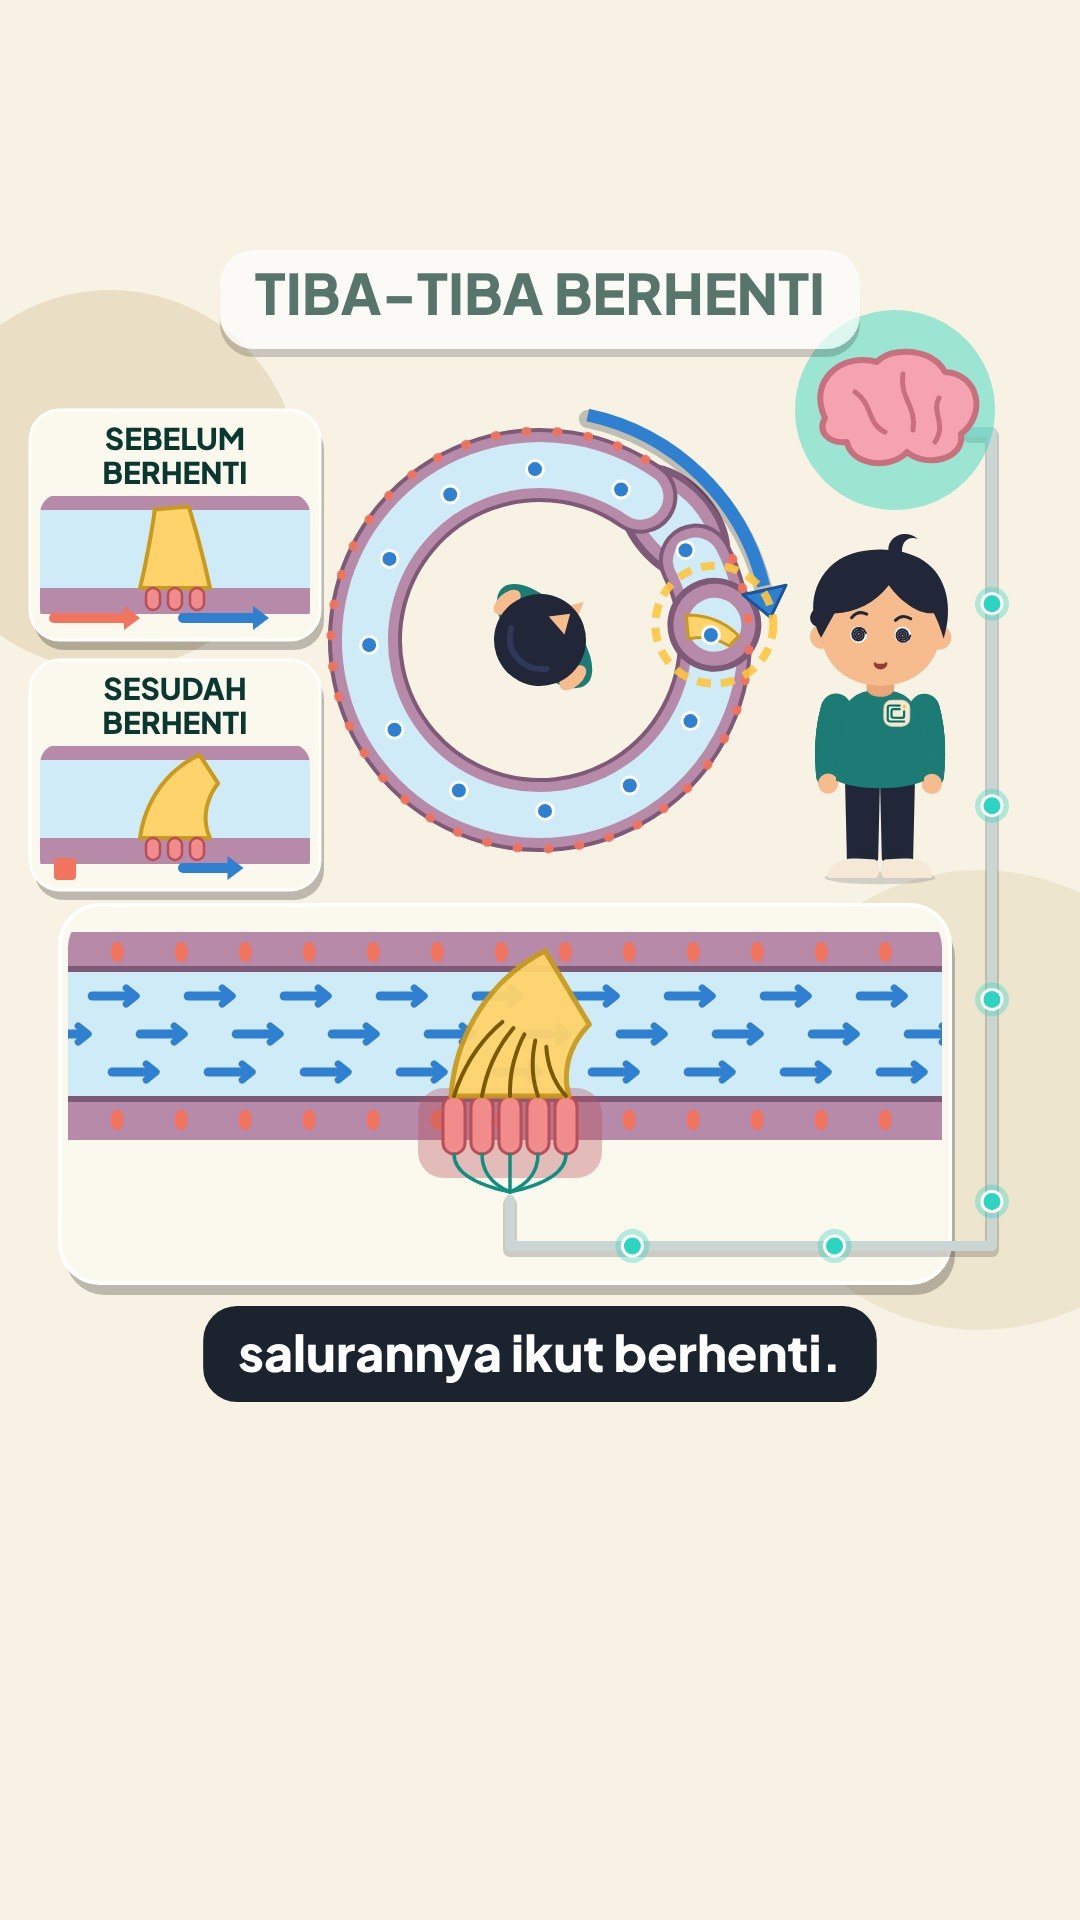 TIBA-TIBA BERHENTI
SEBELUM
BERHENTI
SESUDAH
BERHENTI
salurannya ikut berhenti.